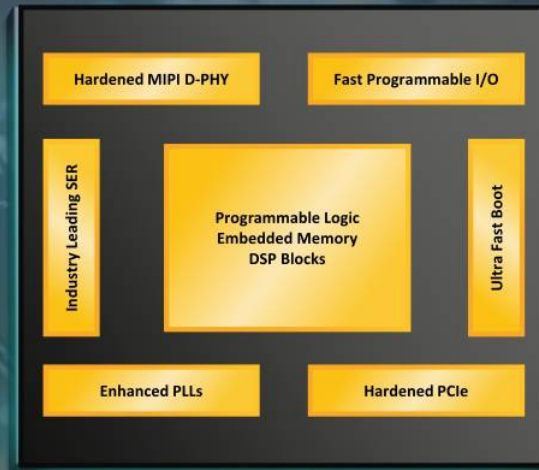 Hardened MIPI D-PHY
Fast Programmable I/O
Industry Leading SER
Programmable Logic
Embedded Memory
DSP Blocks
Ultra Fast Boot
Enhanced PLLs
Hardened PCIe